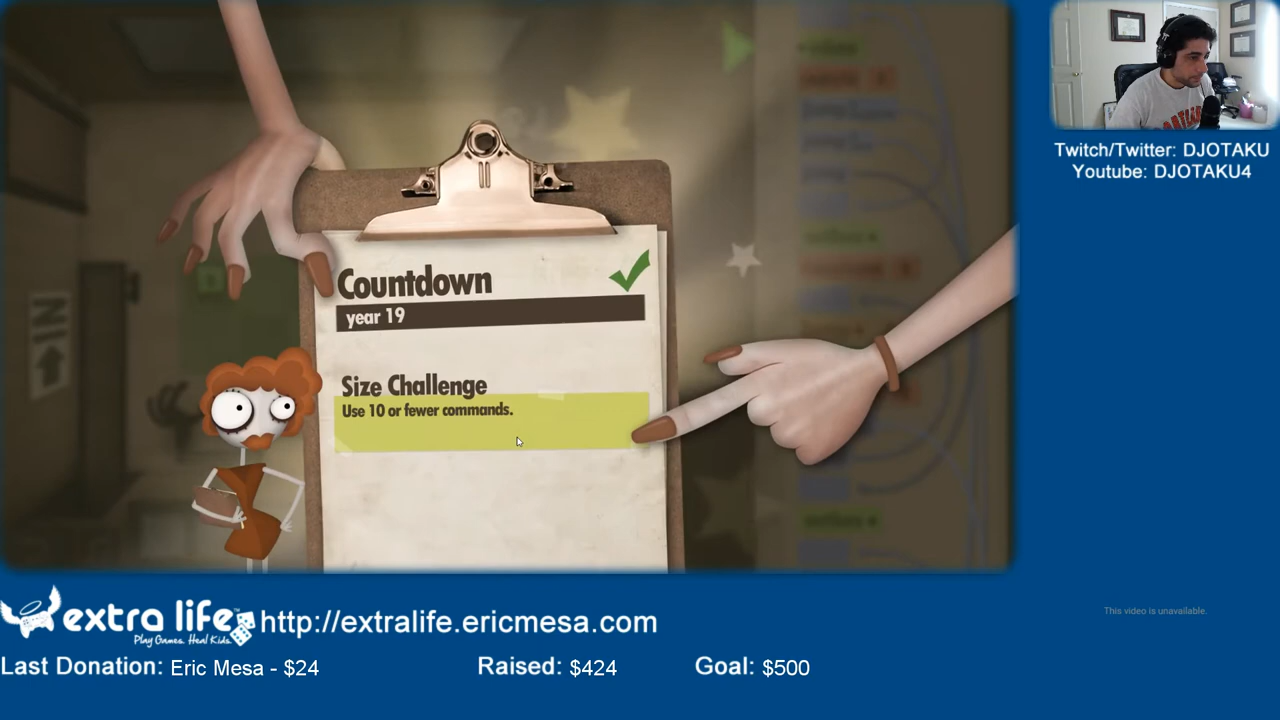 IN
Countdown
year 19
Size Challenge
Use 10 or fewer commands.
Twitch/Twitter: DJOTAKU
Youtube: DJOTAKU4
This video is unavailable.
extra life
Play Games. Heal Kids.
http://extralife.ericmesa.com
Last Donation: Eric Mesa - $24
Raised: $424
Goal: $500